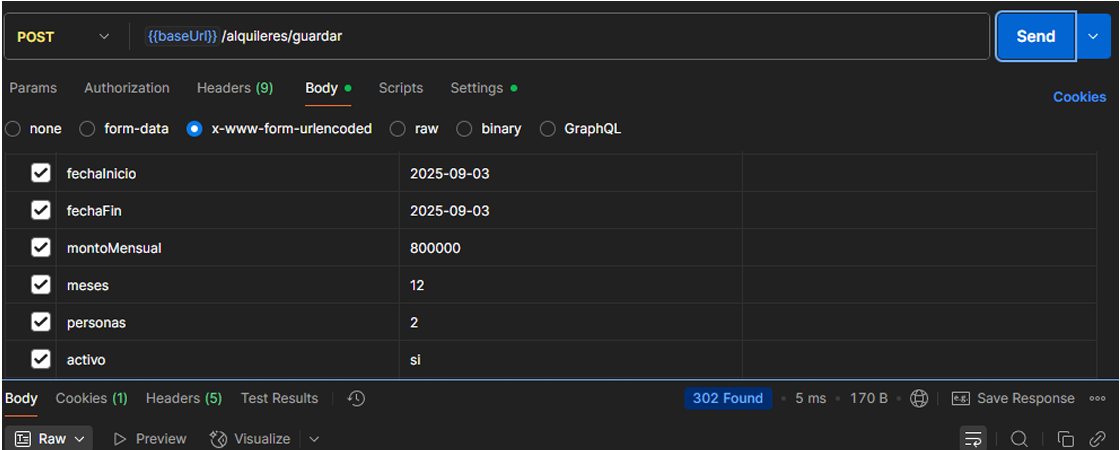 POST {{baseUrl}} /alquileres/guardar Send
Params Authorization Headers (9) Body Scripts Settings
Cookies
none form-data x-www-form-urlencoded raw binary GraphQL
fechaInicio 2025-09-03
fechaFin 2025-09-03
montoMensual 800000
meses 12
personas 2
activo si
Body Cookies (1) Headers (5) Test Results 302 Found 5 ms 170 B e.g. Save Response
Raw Preview Visualize